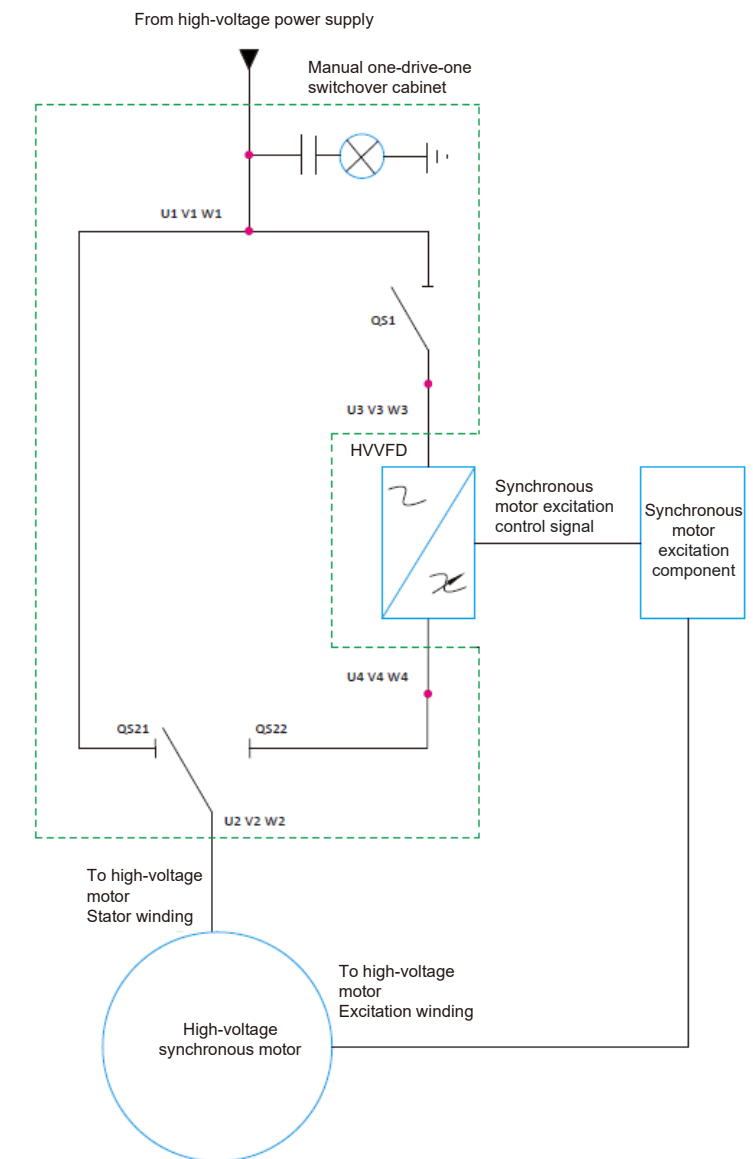 From high-voltage power supply
Manual one-drive-one
switchover cabinet
U1 V1 W1
QS1
U3 V3 W3
HVVFD
Synchronous
motor excitation
control signal
Synchronous
motor
excitation
component
U4 V4 W4
QS21
QS22
U2 V2 W2
To high-voltage
motor
Stator winding
To high-voltage
motor
Excitation winding
High-voltage
synchronous motor